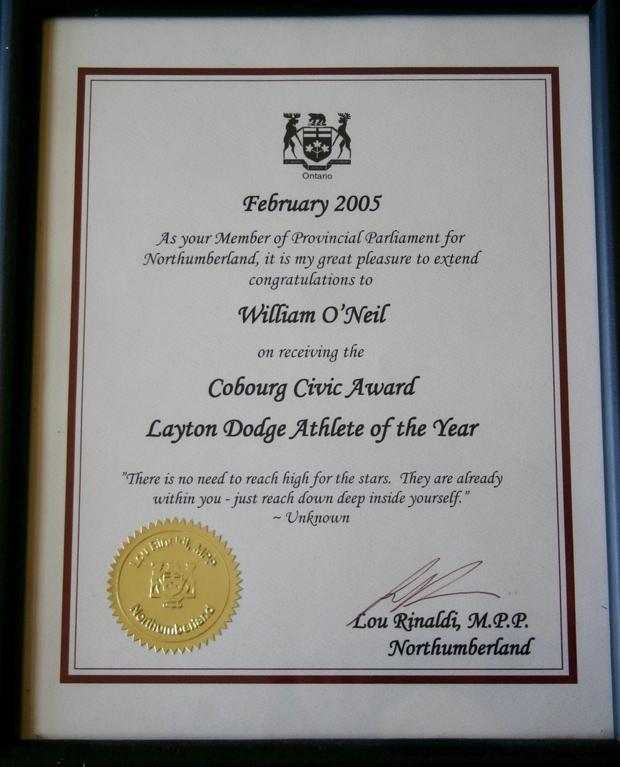 Ontario
February 2005
As your Member of Provincial Parliament for
Northumberland, it is my great pleasure to extend
congratulations to
William O'Neil
on receiving the
Cobourg Civic Award
Layton Dodge Athlete of the Year
"There is no need to reach high for the stars. They are already
within you - just reach down deep inside yourself."
~ Unknown
Lou Rinaldi, MPP
Northumberland
Lou Rinaldi, M.P.P.
Northumberland